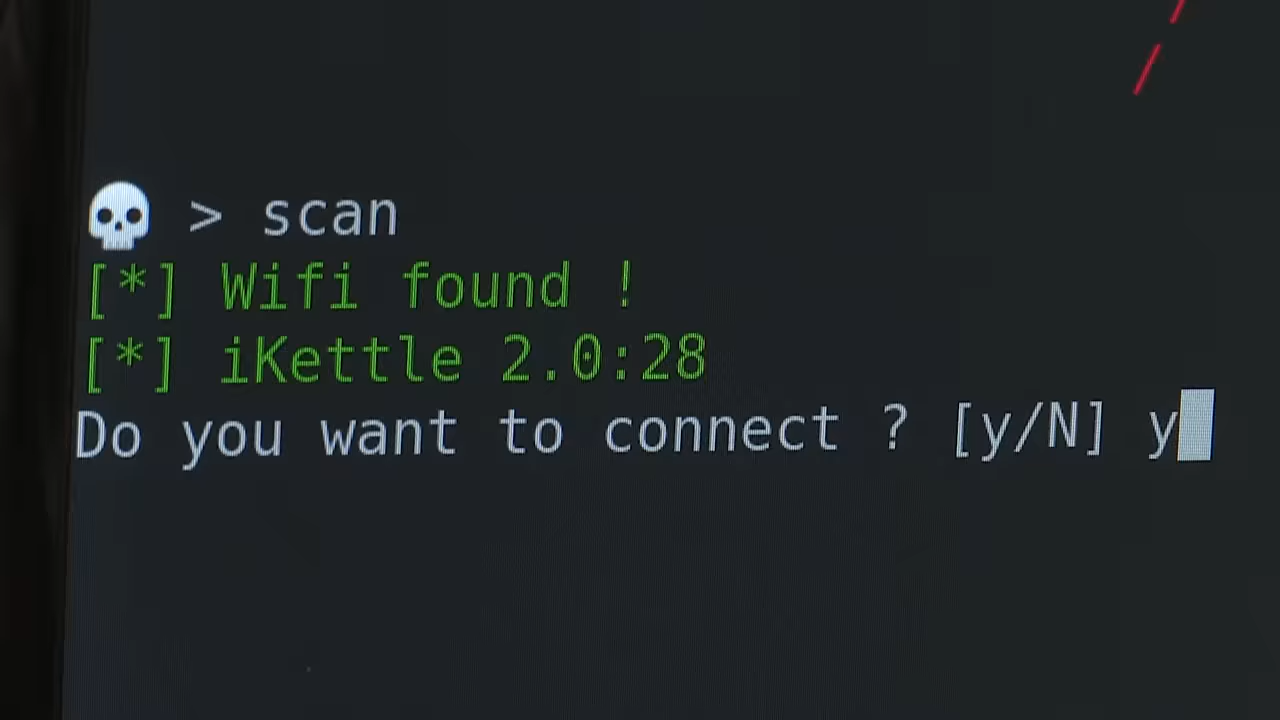 💀 > scan
[*] Wifi found !
[*] iKettle 2.0:28
Do you want to connect ? [y/N] y